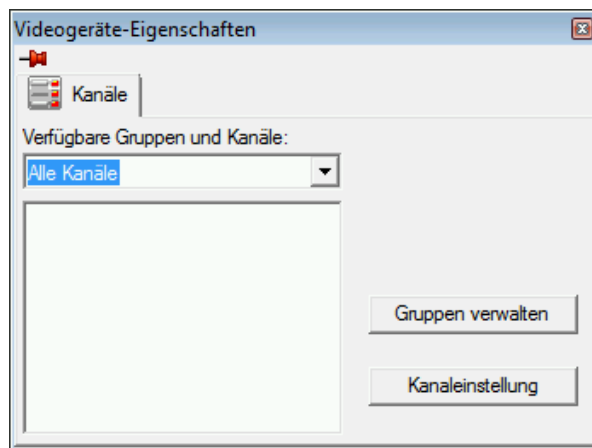 Videogeräte-Eigenschaften
Kanäle
Verfügbare Gruppen und Kanäle:
Alle Kanäle
Gruppen verwalten
Kanaleinstellung